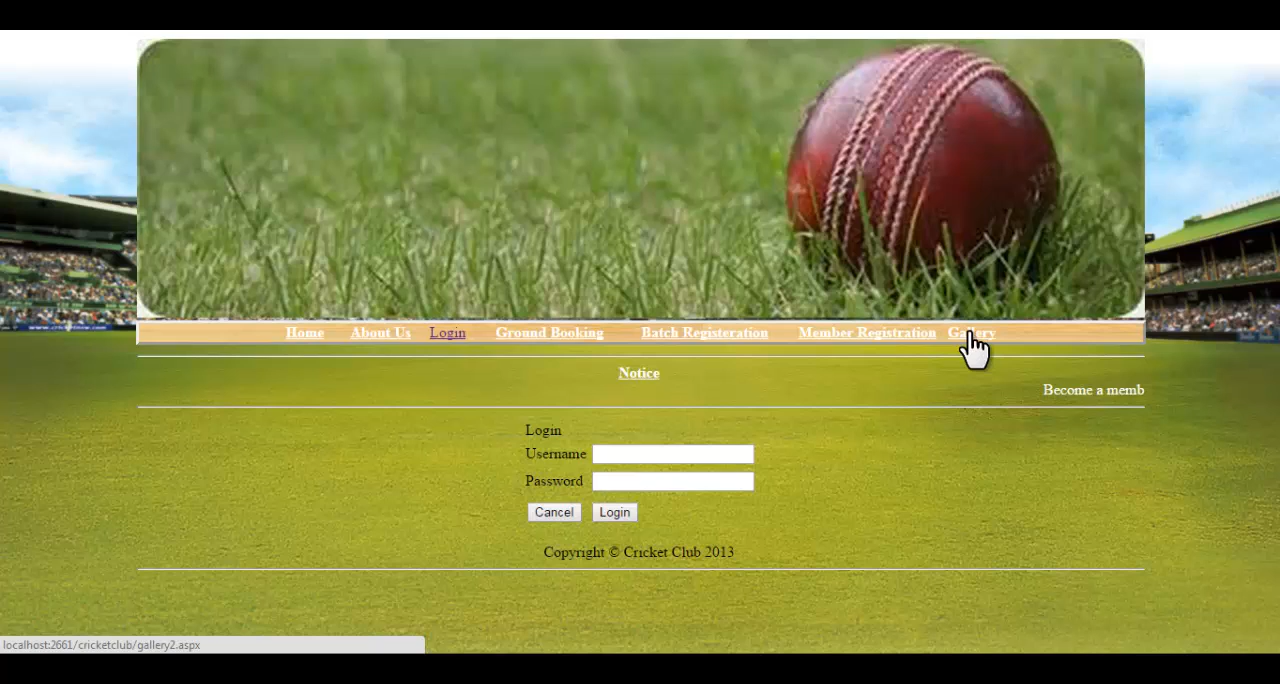 Home About Us Login Ground Booking Batch Registeration Member Registration Gallery
Notice
Become a memb
Login
Username
Password
Cancel Login
Copyright © Cricket Club 2013
localhost:2661/cricketclub/gallery2.aspx